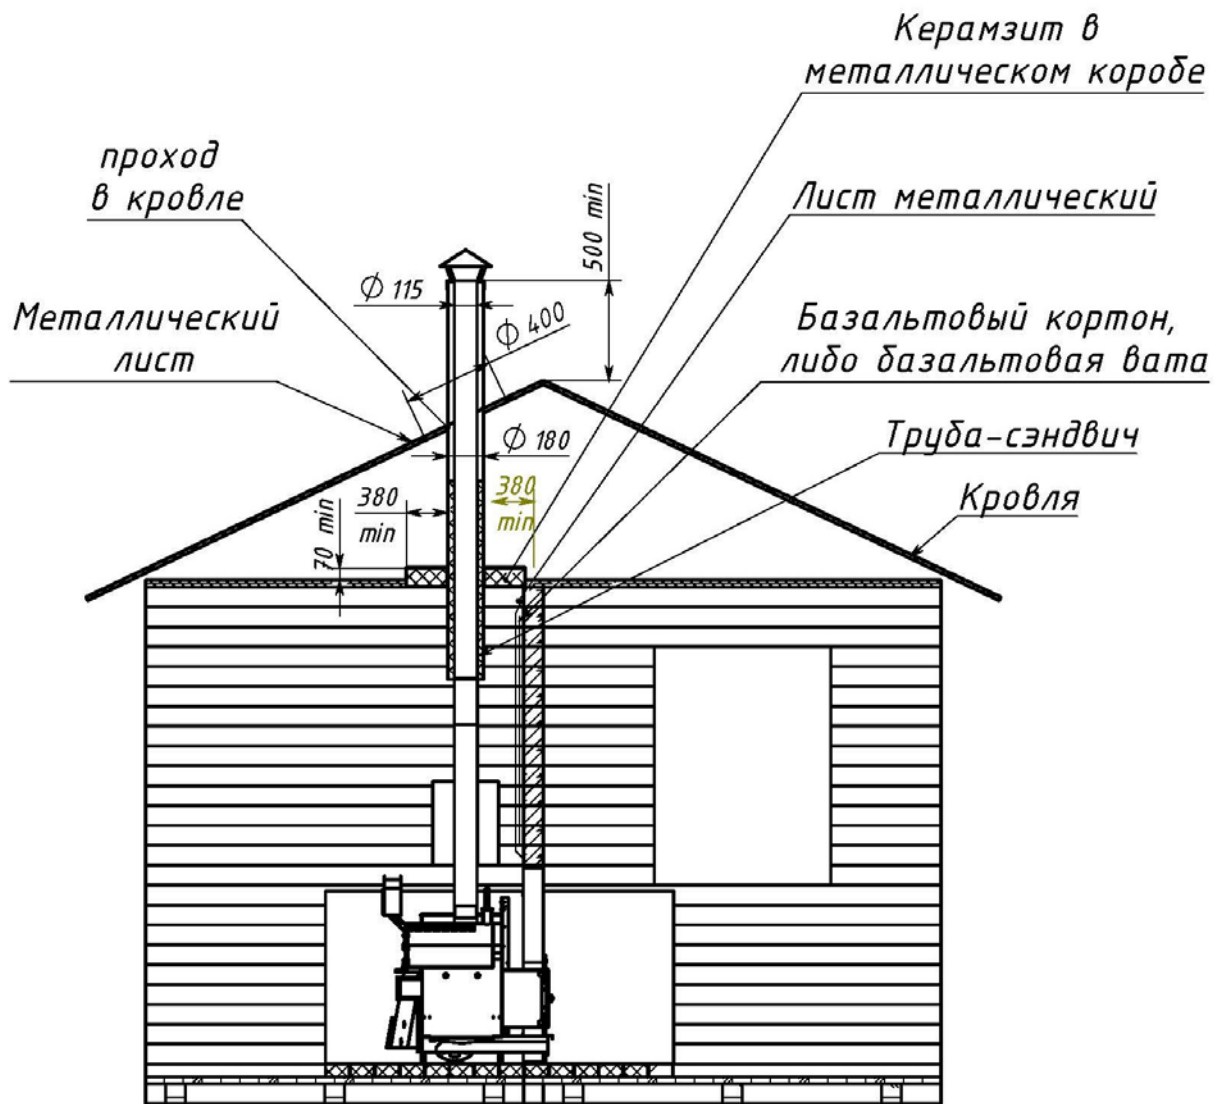 Керамзит в
металлическом коробе
проход
в кровле
500 min
Лист металлический
Φ 115
Φ 400
Металлический
лист
Базальтовый кортон,
либо базальтовая вата
Φ 180
Труба-сэндвич
380
min
380
min
Кровля
70 min